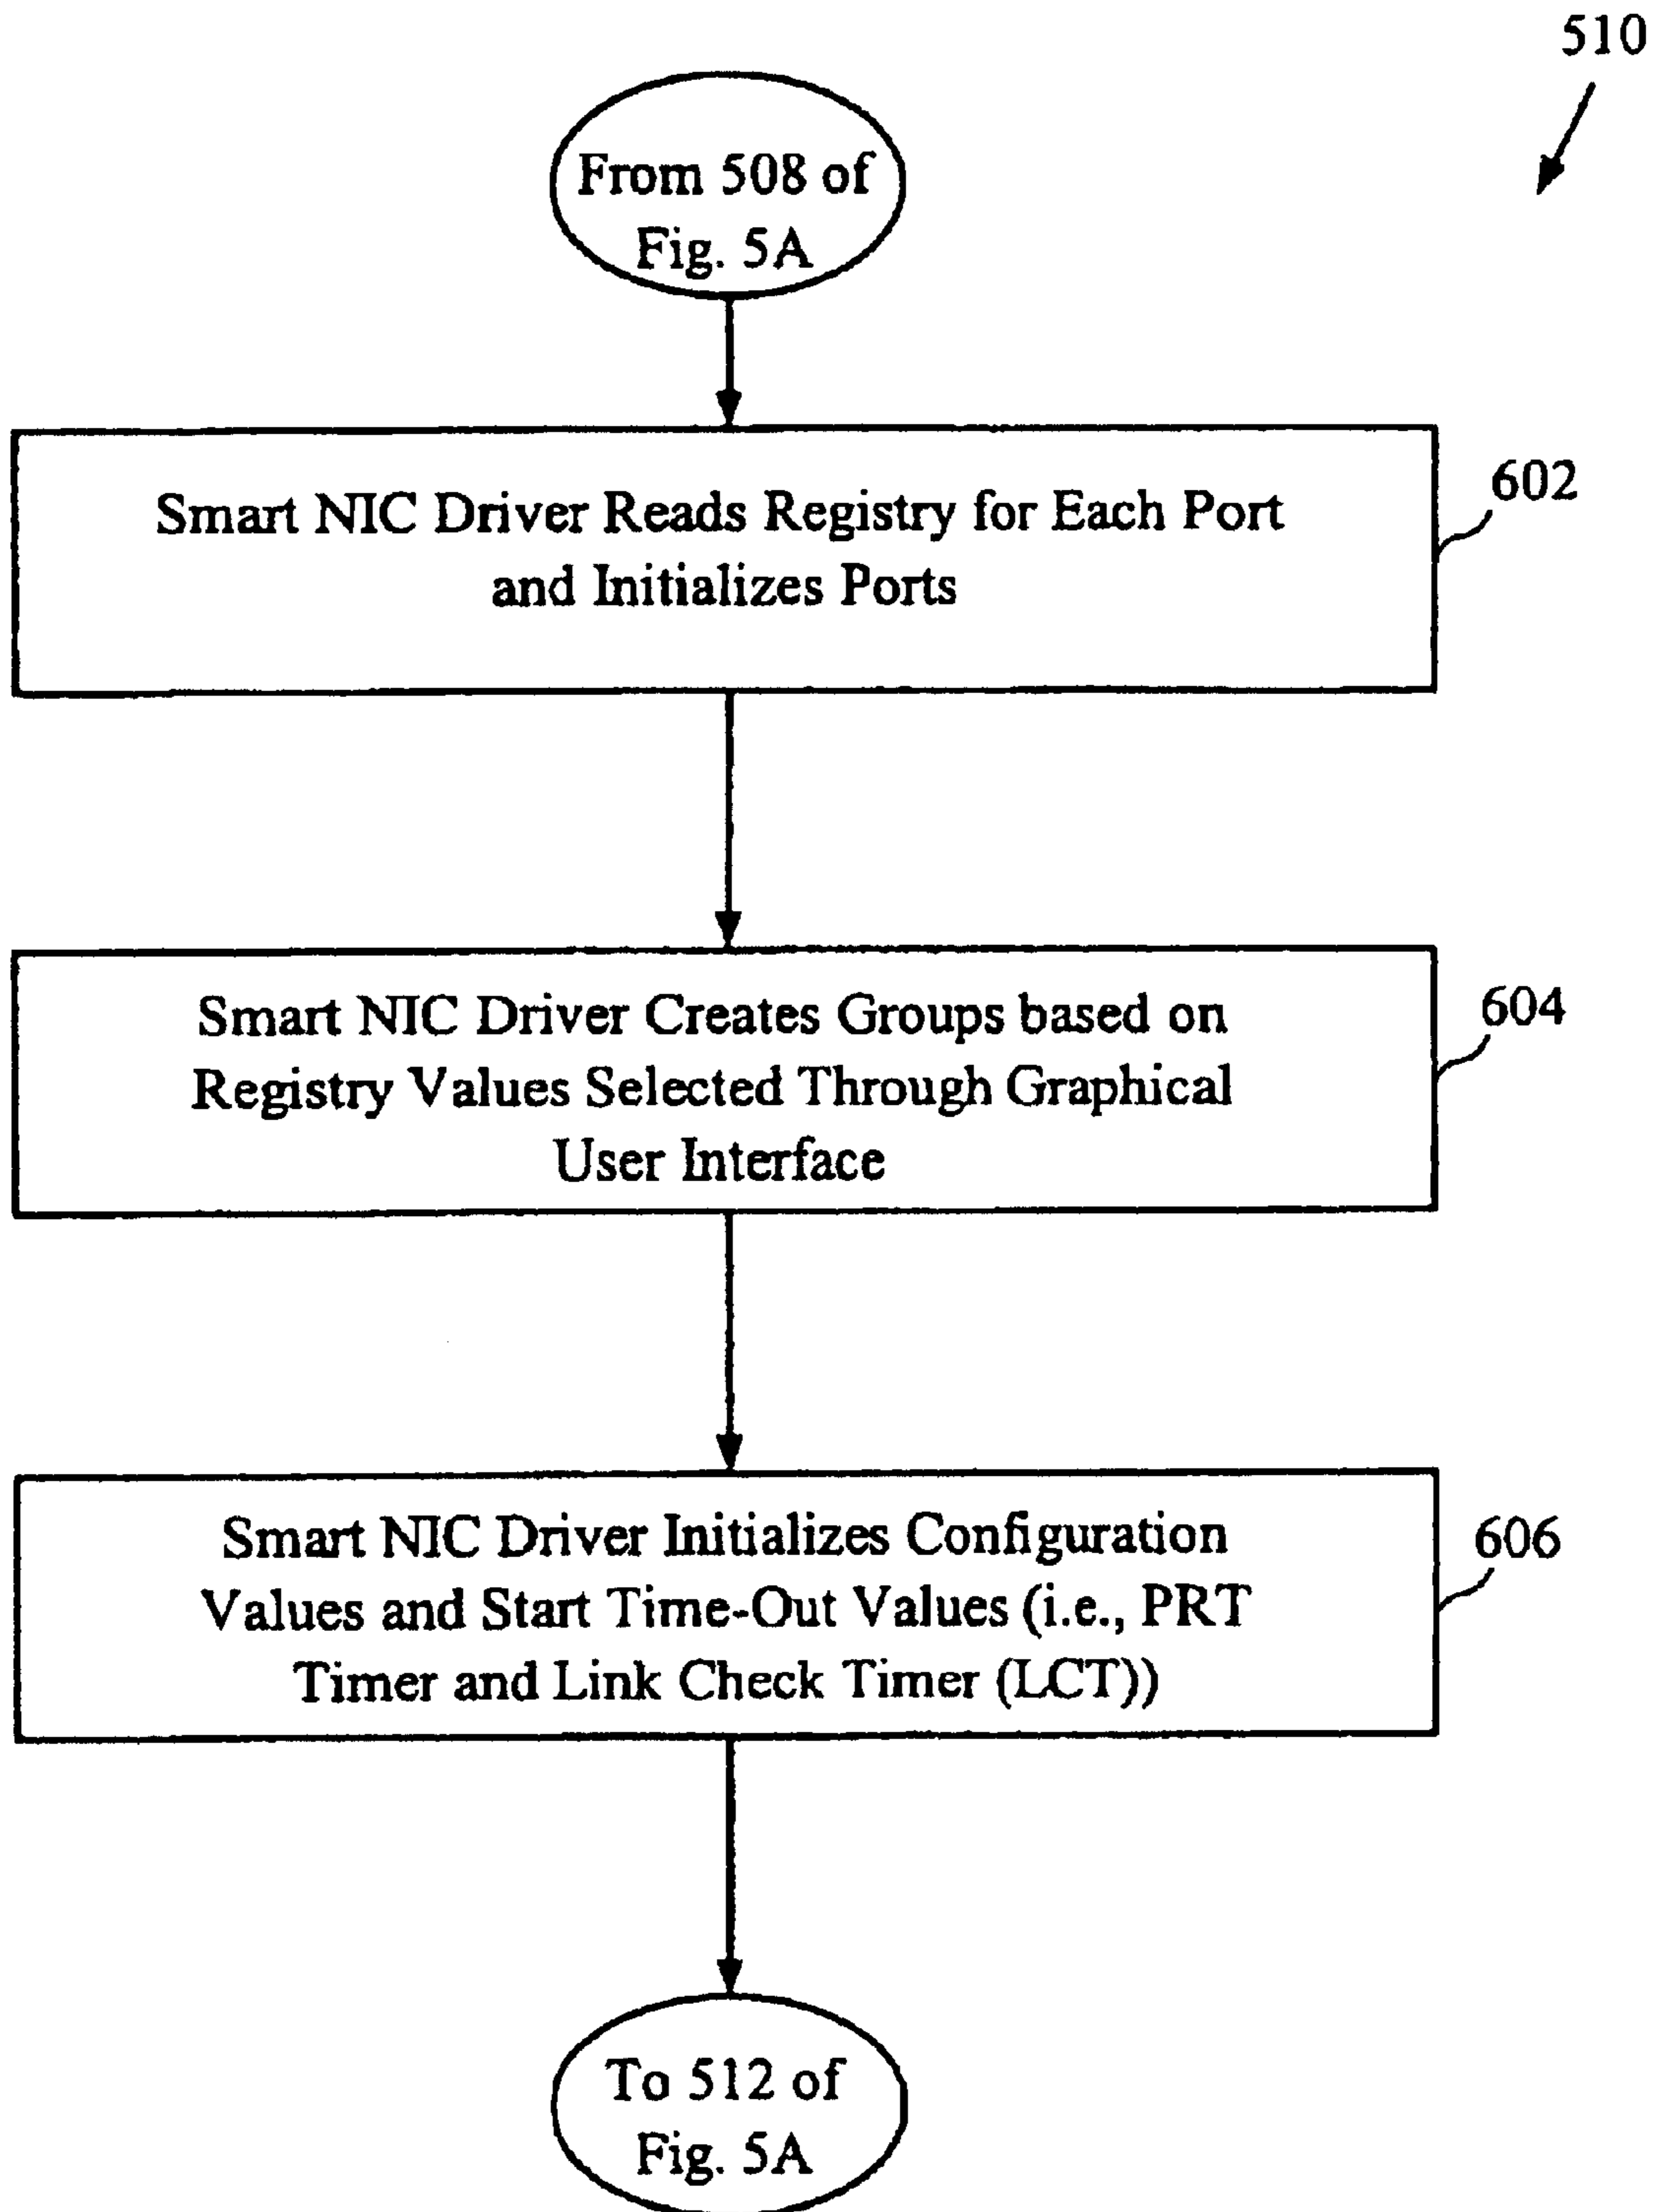 510
From 508 of
Fig. 5A
Smart NIC Driver Reads Registry for Each Port
and Initializes Ports
602
Smart NIC Driver Creates Groups based on
Registry Values Selected Through Graphical
User Interface
604
Smart NIC Driver Initializes Configuration
Values and Start Time-Out Values (i.e., PRT
Timer and Link Check Timer (LCT))
606
To 512 of
Fig. 5A